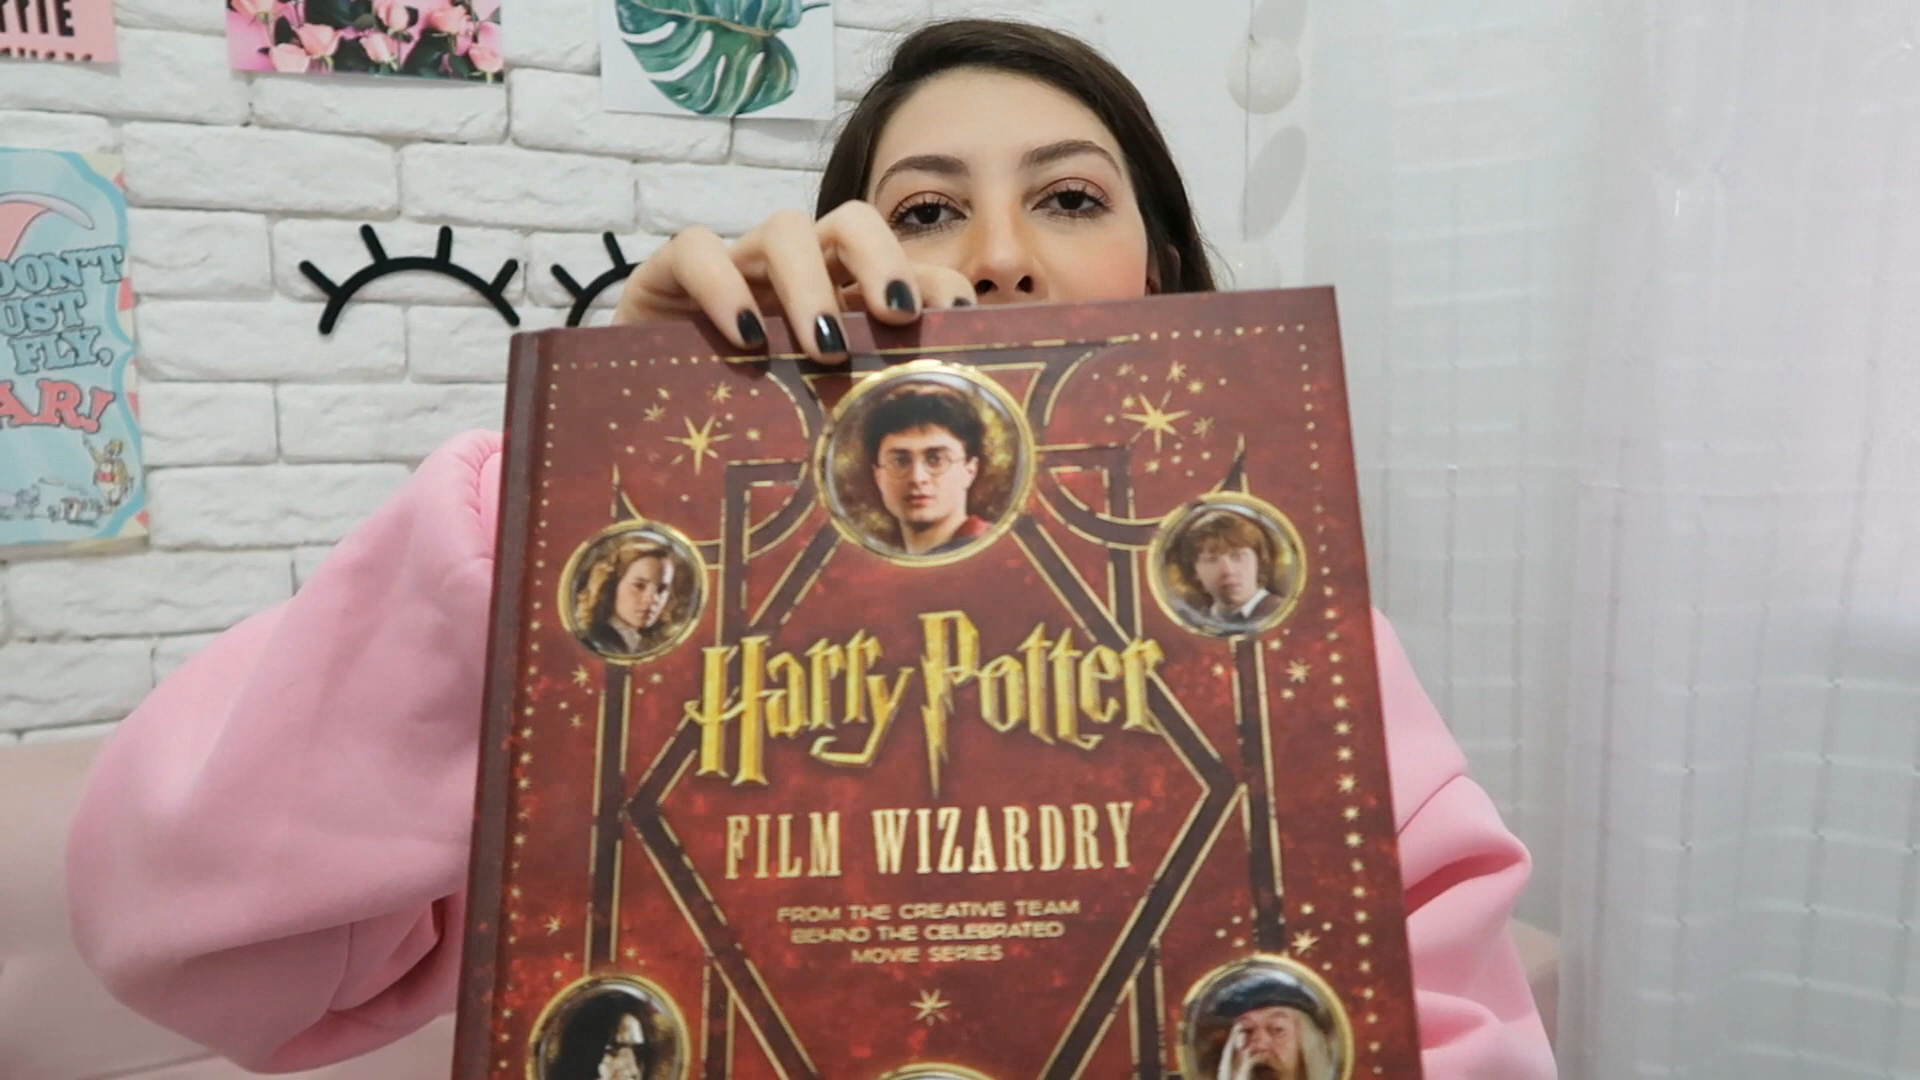 DON'T
FLY,
Harry Potter
FILM WIZARDRY
FROM THE CREATIVE TEAM
BEHIND THE CELEBRATED
MOVIE SERIES